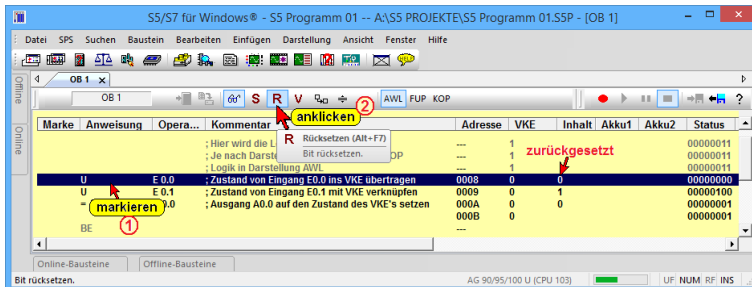 S5/S7 für Windows® - S5 Programm 01 -- A:\S5 PROJEKTE\S5 Programm 01.S5P - [OB 1]
Datei SPS Suchen Baustein Bearbeiten Einfügen Darstellung Ansicht Fenster Hilfe
OB 1 x
Offline
Online
OB 1 S R V AWL FUP KOP ?
2
anklicken
Marke Anweisung Opera... Kommentar Adresse VKE Inhalt Akku1 Akku2 Status
R Rücksetzen (Alt+F7)
Bit rücksetzen.
zurückgesetzt
; Hier wird die L --- 1 00000011
; Je nach Darste OP --- 1 00000011
; Logik in Darstellung AWL --- 1 00000011
U E 0.0 ; Zustand von Eingang E0.0 ins VKE übertragen 0008 0 0 00000000
U E 0.1 ; Zustand von Eingang E0.1 mit VKE verknüpfen 0009 0 1 00000100
= 0.0 ; Ausgang A0.0 auf den Zustand des VKE's setzen 000A 0 0 00000001
000B 0 00000001
markieren
1
BE ---
Online-Bausteine Offline-Bausteine
Bit rücksetzen. AG 90/95/100 U (CPU 103) UF NUM RF INS